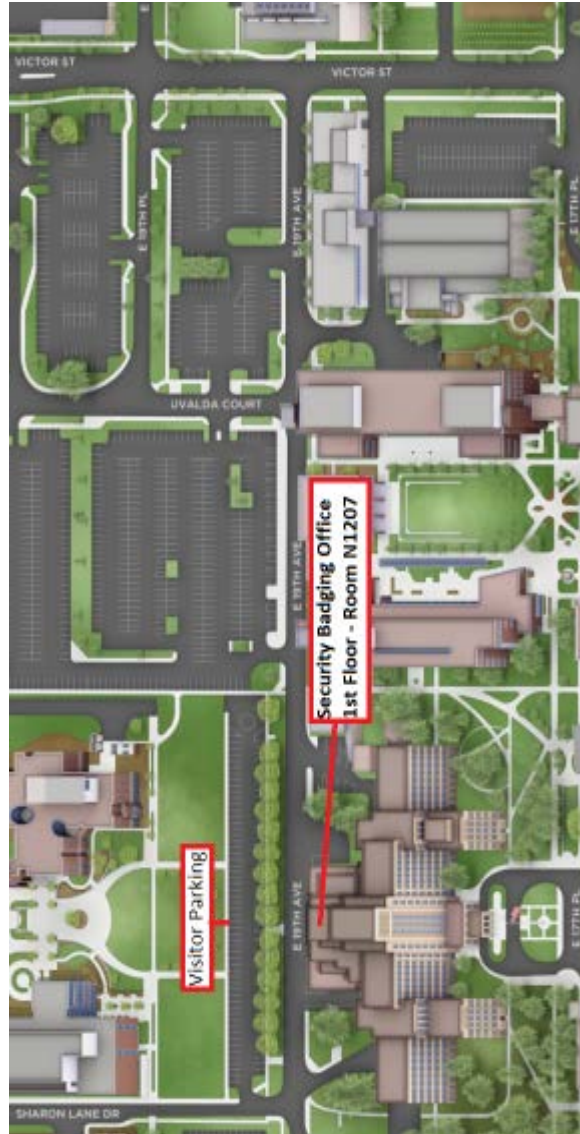 VICTOR ST
VICTOR ST
E 19TH PL
E 19TH AVE
E 17TH PL
UVALDA COURT
E 19TH AVE
Security Badging Office
1st Floor - Room N1207
Visitor Parking
E 19TH AVE
E 17TH PL
SHARON LANE DR